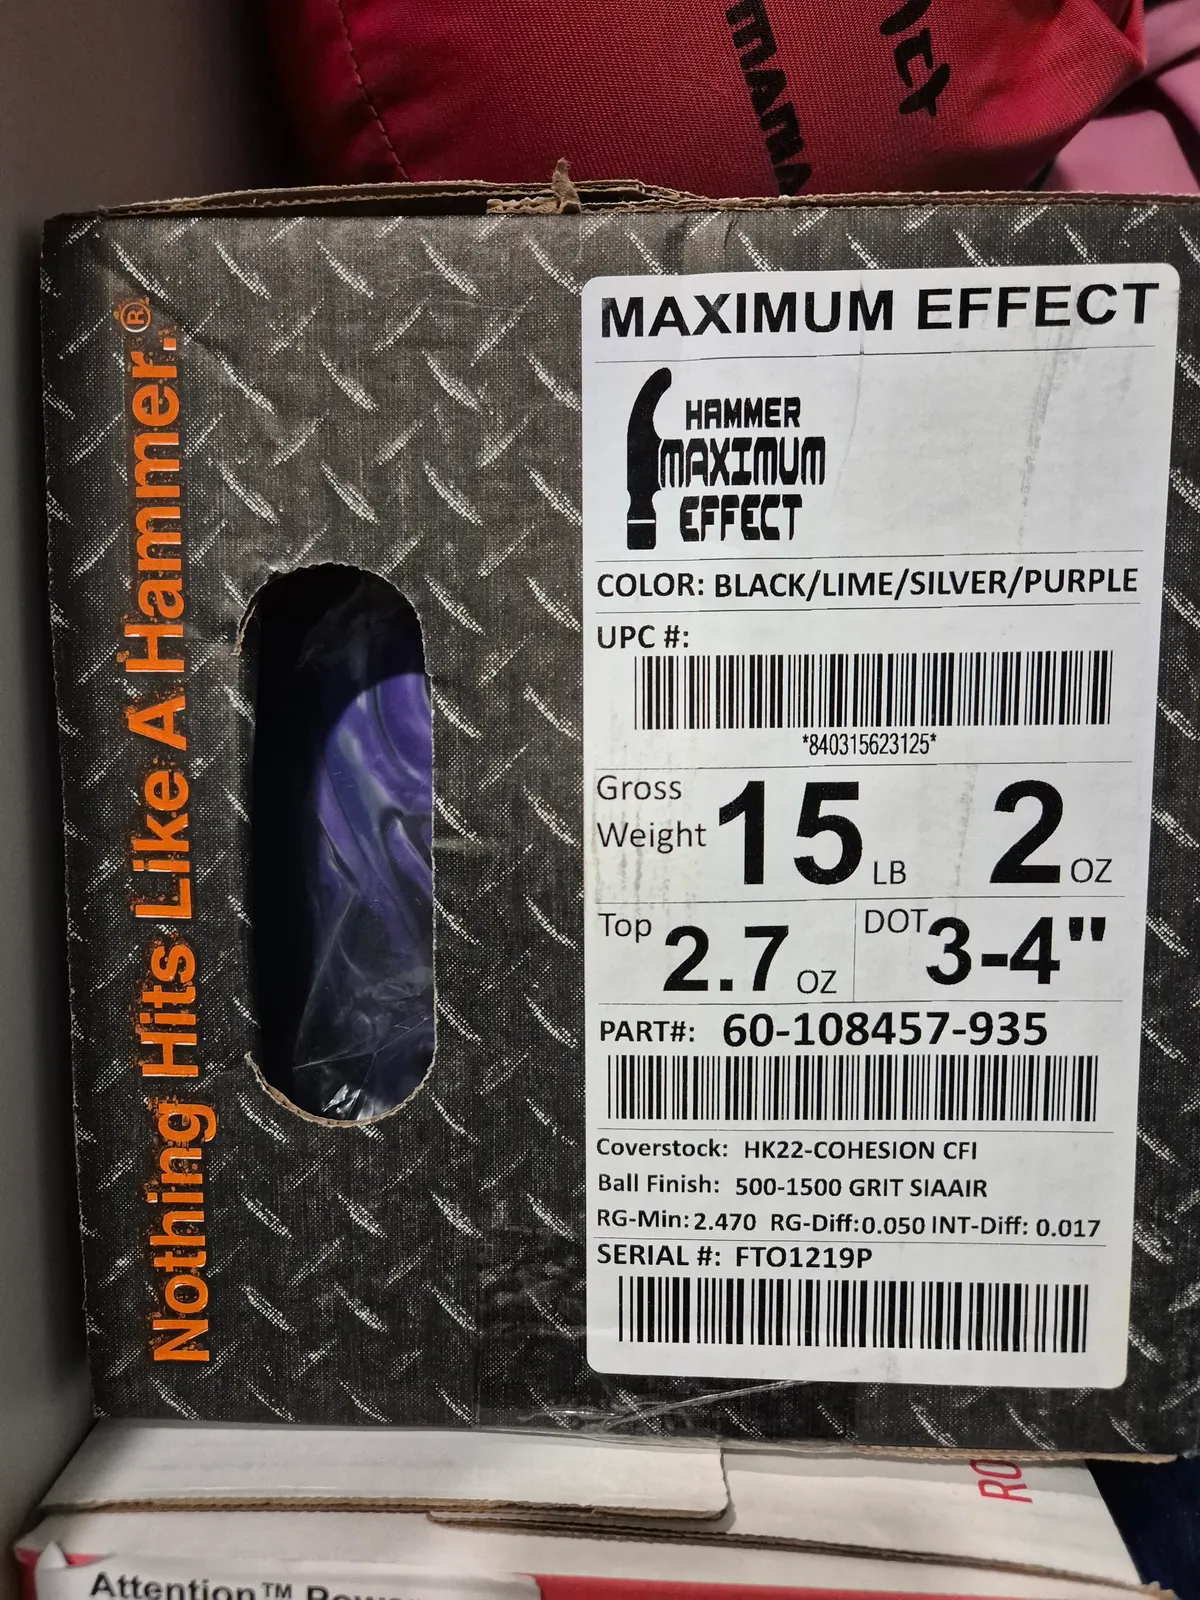 Nothing Hits Like A Hammer.®
MAXIMUM EFFECT
HAMMER
MAXIMUM
EFFECT
COLOR: BLACK/LIME/SILVER/PURPLE
UPC #:
*840315623125*
Gross Weight 15 LB 2 OZ
Top 2.7 OZ DOT 3-4"
PART#: 60-108457-935
Coverstock: HK22-COHESION CFI
Ball Finish: 500-1500 GRIT SIAAIR
RG-Min: 2.470 RG-Diff: 0.050 INT-Diff: 0.017
SERIAL #: FTO1219P
Attention™